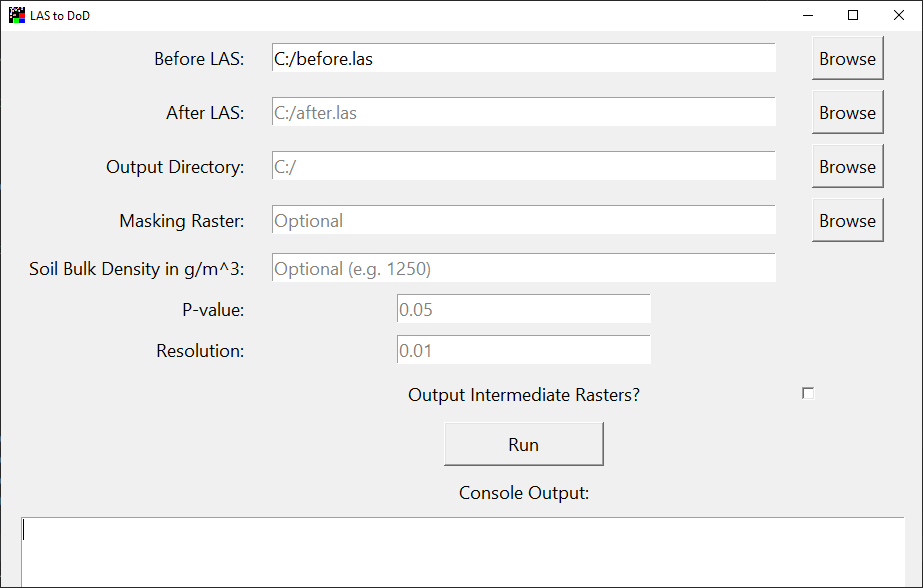 LAS to DoD
Before LAS: C:/before.las Browse
After LAS: C:/after.las Browse
Output Directory: C:/ Browse
Masking Raster: Optional Browse
Soil Bulk Density in g/m^3: Optional (e.g. 1250)
P-value: 0.05
Resolution: 0.01
Output Intermediate Rasters?
Run
Console Output: